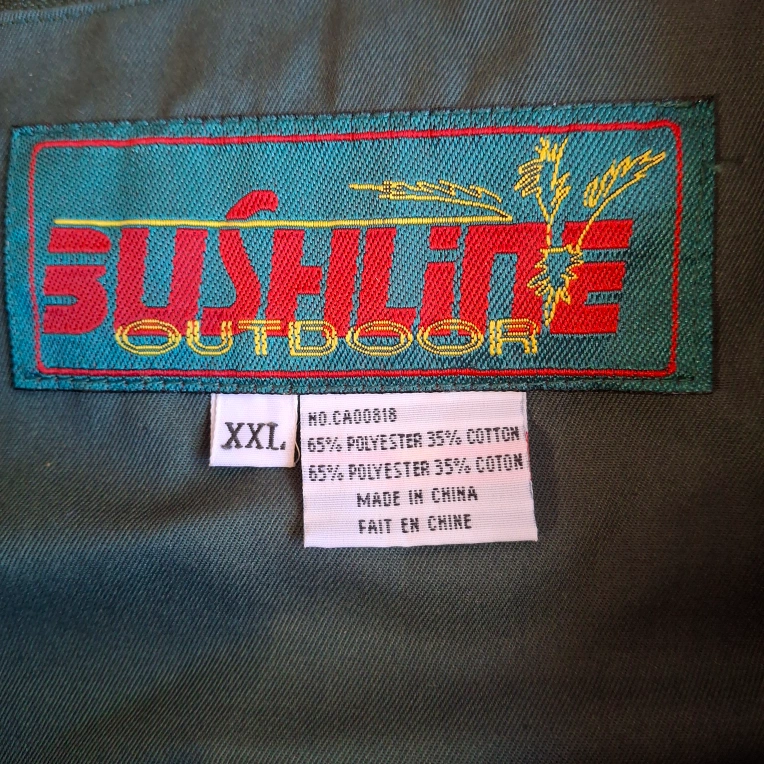 BUSHLiNE
OUTDOOR
XXL
NO.CA00818
65% POLYESTER 35% COTTON
65% POLYESTER 35% COTON
MADE IN CHINA
FAIT EN CHINE